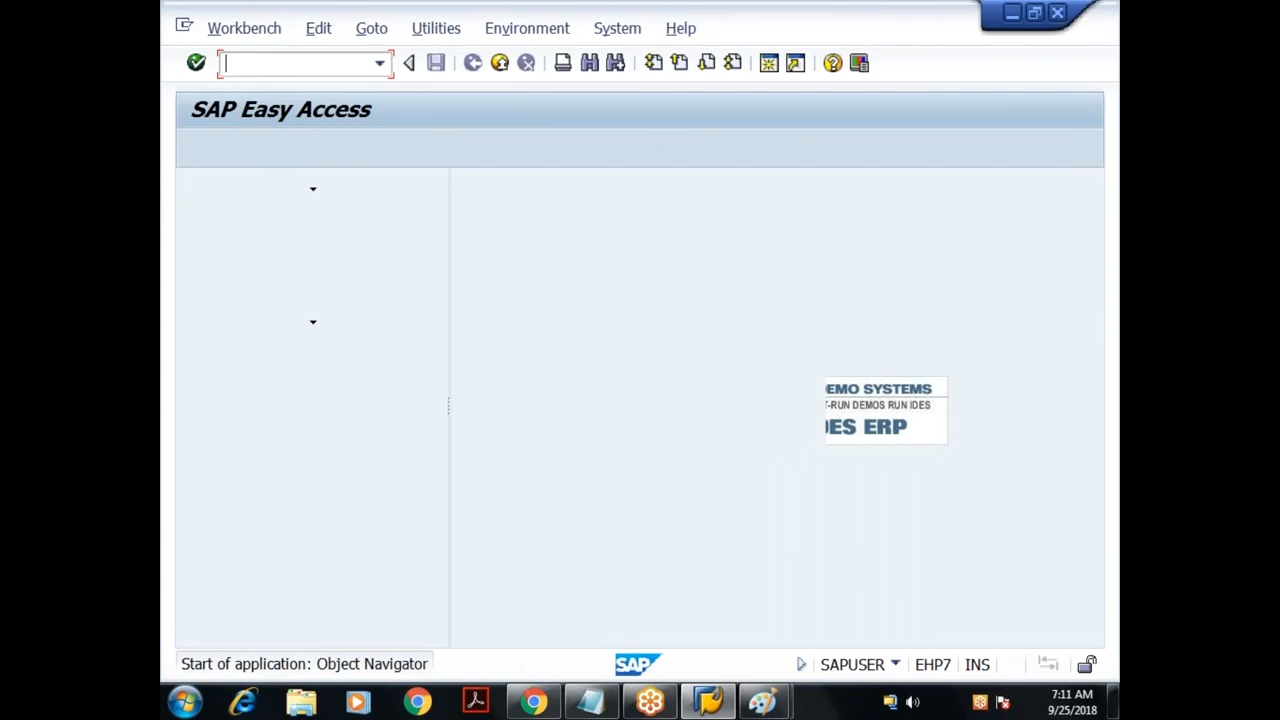 Workbench Edit Goto Utilities Environment System Help
SAP Easy Access
EMO SYSTEMS
T-RUN DEMOS RUN IDES
DES ERP
Start of application: Object Navigator
SAP
SAPUSER EHP7 INS
7:11 AM
9/25/2018